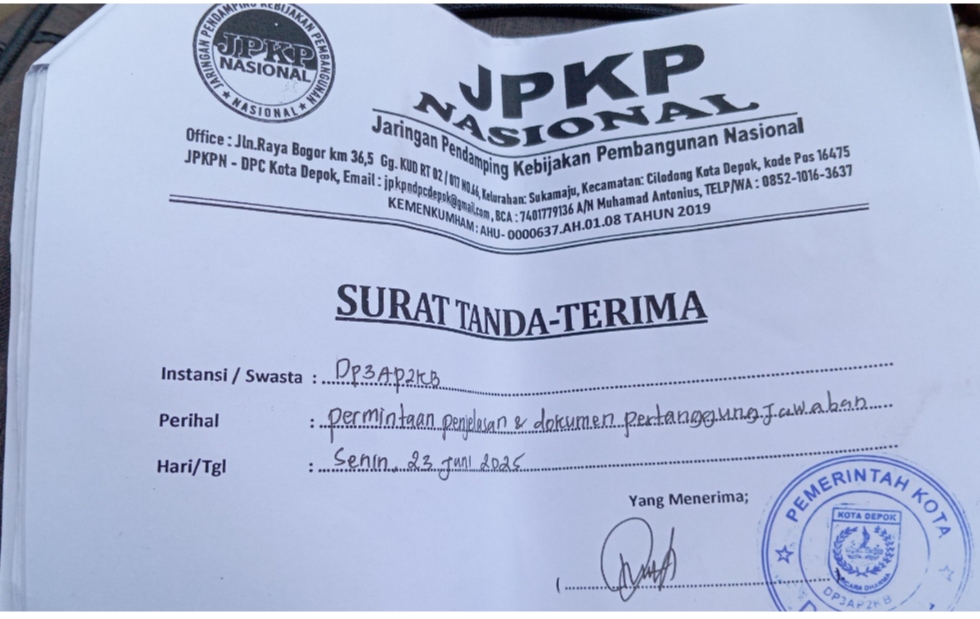 JARINGAN PENDAMPING KEBIJAKAN PEMBANGUNAN
JPKP
NASIONAL
NASIONAL
JPKP
NASIONAL
Jaringan Pendamping Kebijakan Pembangunan Nasional
Office : Jln.Raya Bogor km 36,5 Gg. KUD RT 02 / 017 NO.46, Kelurahan: Sukamaju, Kecamatan: Cilodong Kota Depok, kode Pos 16475
JPKPN - DPC Kota Depok, Email : jpkpndpcdepok@gmail.com, BCA : 7401779136 A/N Muhamad Antonius, TELP/WA : 0852-1016-3637
KEMENKUMHAM : AHU- 0000637.AH.01.08 TAHUN 2019
SURAT TANDA-TERIMA
Instansi / Swasta : DP3AP2KB
Perihal : permintaan penjelasan & dokumen pertanggungjawaban
Hari/Tgl : Senin, 23 juni 2025
Yang Menerima;
PEMERINTAH KOTA
KOTA DEPOK
DP3AP2KB